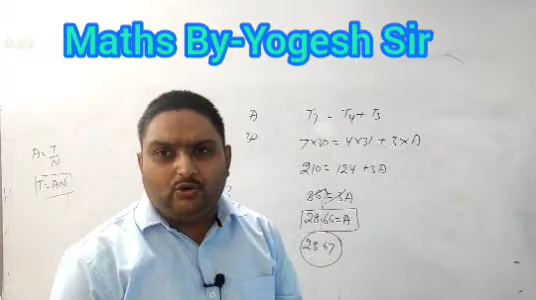 Maths By-Yogesh Sir
A
30
T₇ = T₄ + T₃
7×30 = 4×31 + 3×A
210 = 124 + 3A
86 = 3A
28.66 = A
28.67
A = T/N
T = AN